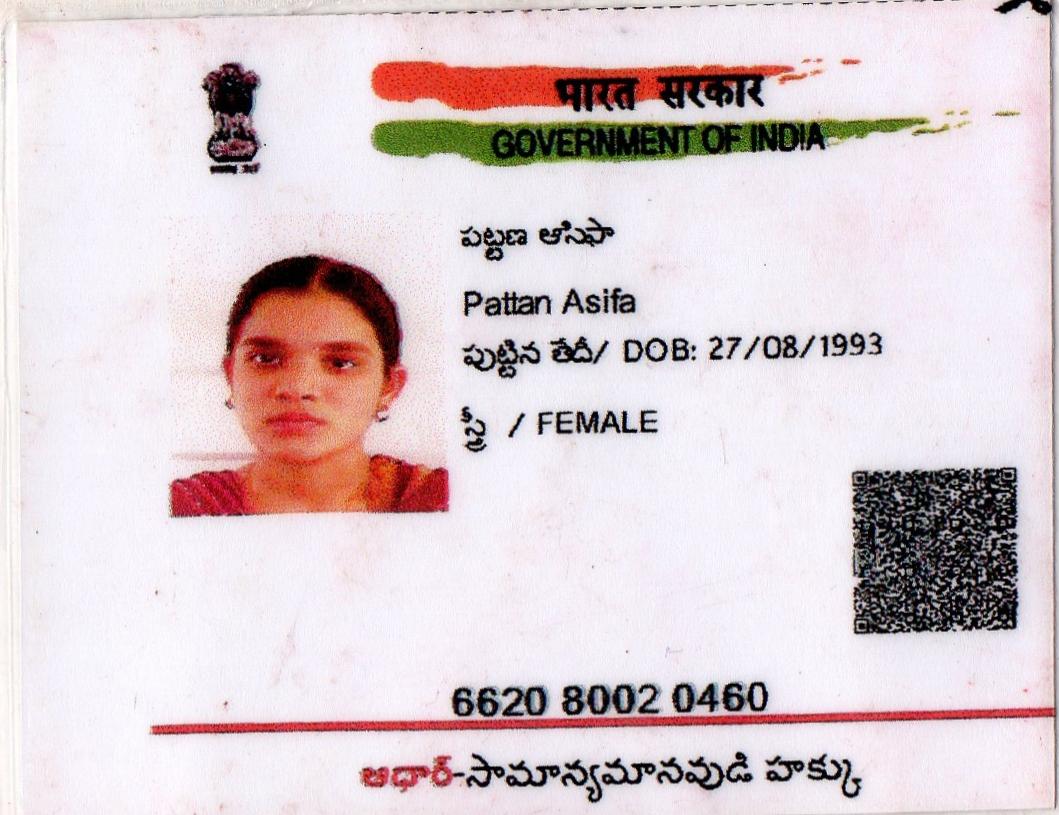 भारत सरकार
GOVERNMENT OF INDIA
పట్టణ ఆసిఫా
Pattan Asifa
పుట్టిన తేదీ/ DOB: 27/08/1993
స్త్రీ / FEMALE
6620 8002 0460
ఆధార్-సామాన్యమానవుడి హక్కు